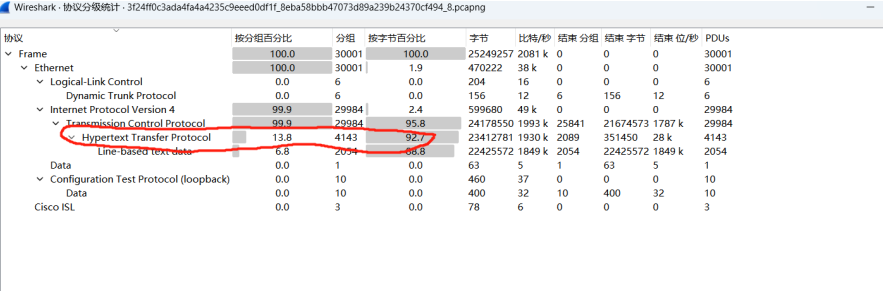 Wireshark · 协议分级统计 · 3f24ff0c3ada4fa4a4235c9eeed0df1f_8eba58bbb47073d89a239b24370cf494_8.pcapng
协议 按分组百分比 分组 按字节百分比 字节 比特/秒 结束 分组 结束 字节 结束 位/秒 PDUs
Frame 100.0 30001 100.0 25249257 2081 k 0 0 0 30001
Ethernet 100.0 30001 1.9 470222 38 k 0 0 0 30001
Logical-Link Control 0.0 6 0.0 204 16 0 0 0 6
Dynamic Trunk Protocol 0.0 6 0.0 156 12 6 156 12 6
Internet Protocol Version 4 99.9 29984 2.4 599680 49 k 0 0 0 29984
Transmission Control Protocol 99.9 29984 95.8 24178550 1993 k 25841 21674573 1787 k 29984
Hypertext Transfer Protocol 13.8 4143 92.7 23412781 1930 k 2089 351450 28 k 4143
Line-based text data 6.8 2054 88.8 22425572 1849 k 2054 22425572 1849 k 2054
Data 0.0 1 0.0 63 5 1 63 5 1
Configuration Test Protocol (loopback) 0.0 10 0.0 460 37 0 0 0 10
Data 0.0 10 0.0 400 32 10 400 32 10
Cisco ISL 0.0 3 0.0 78 6 0 0 0 3